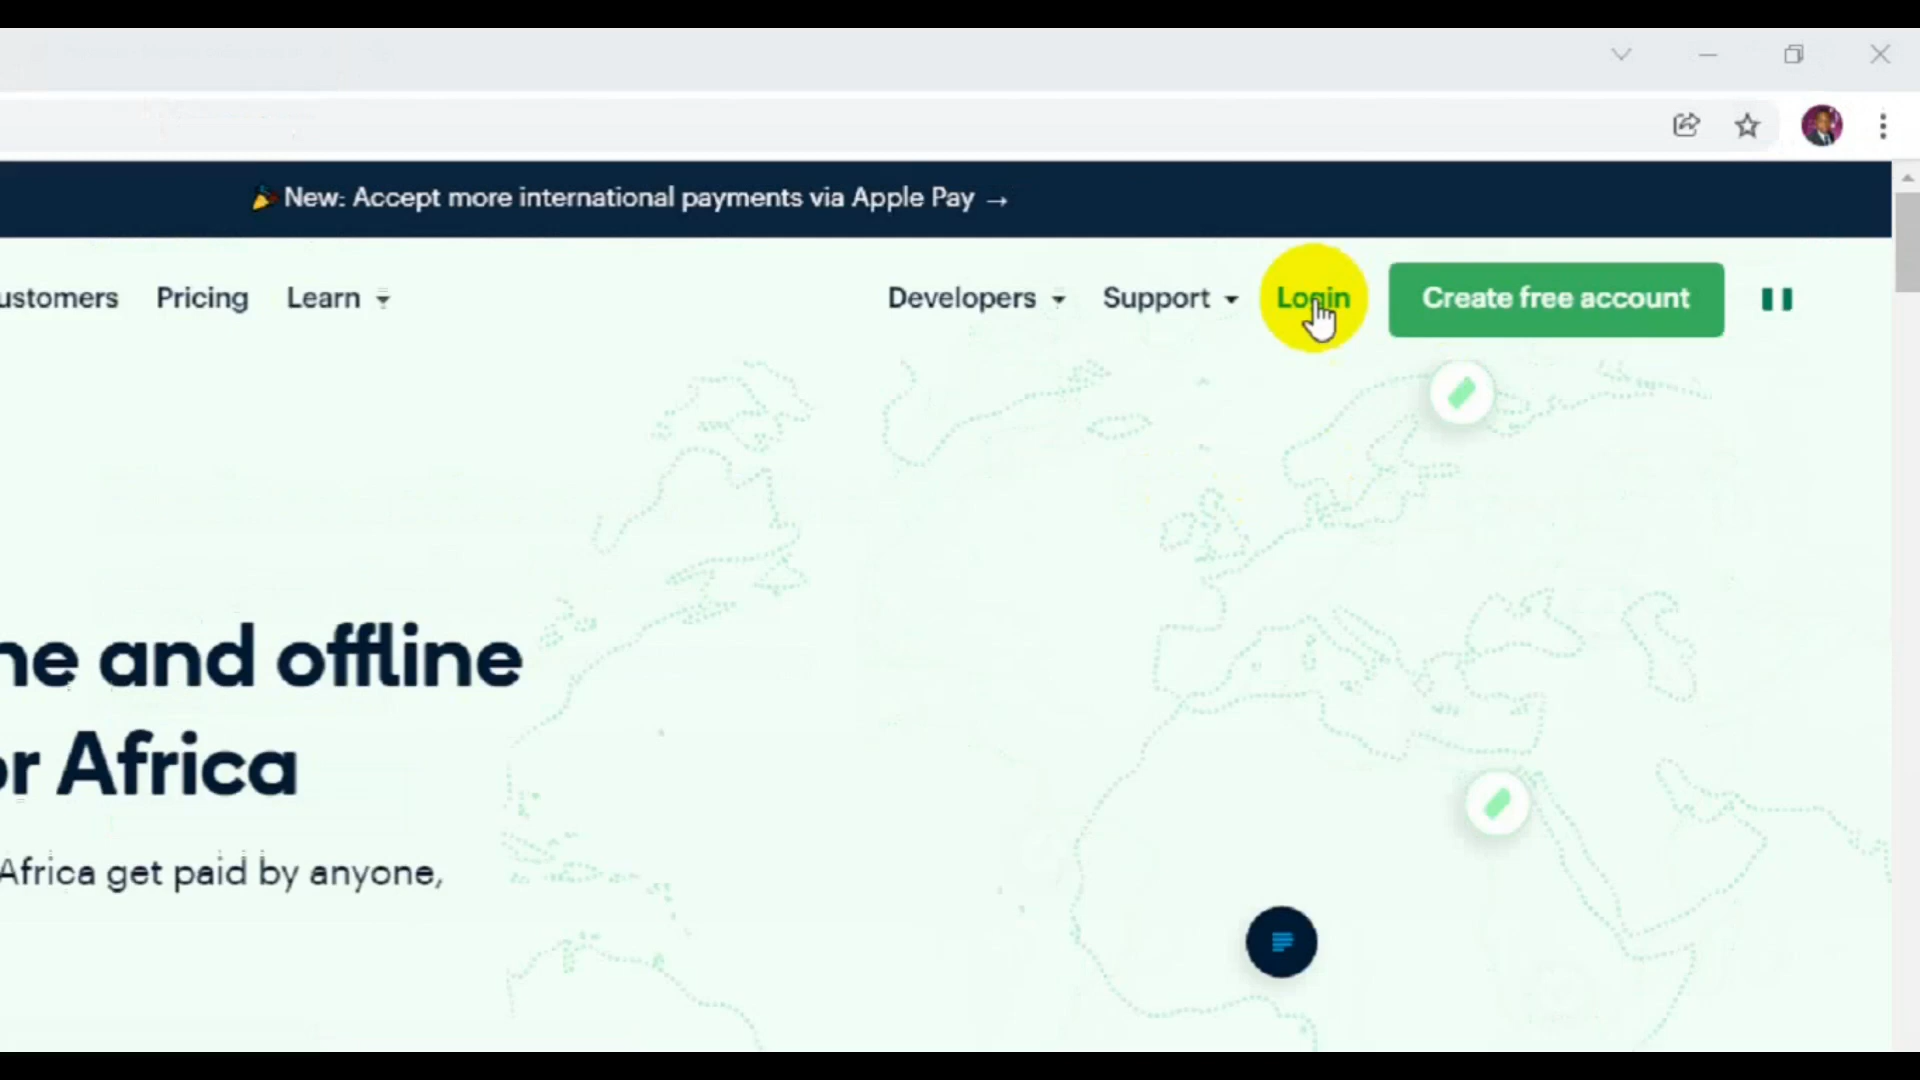 New: Accept more international payments via Apple Pay →
ustomers Pricing Learn Developers Support Login Create free account
ne and offline
or Africa
Africa get paid by anyone,